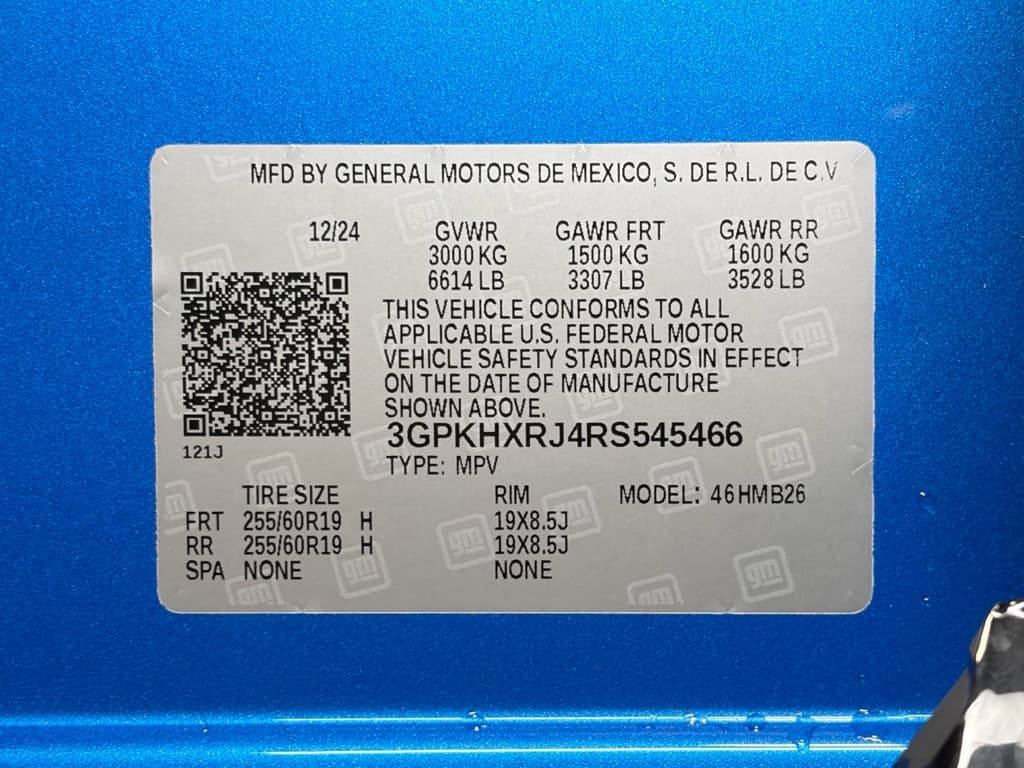 MFD BY GENERAL MOTORS DE MEXICO, S. DE R.L. DE C.V
12/24 GVWR GAWR FRT GAWR RR
3000 KG 1500 KG 1600 KG
6614 LB 3307 LB 3528 LB
THIS VEHICLE CONFORMS TO ALL
APPLICABLE U.S. FEDERAL MOTOR
VEHICLE SAFETY STANDARDS IN EFFECT
ON THE DATE OF MANUFACTURE
SHOWN ABOVE.
3GPKHXRJ4RS545466
121J
TYPE: MPV
TIRE SIZE RIM MODEL: 46HMB26
FRT 255/60R19 H 19X8.5J
RR 255/60R19 H 19X8.5J
SPA NONE NONE